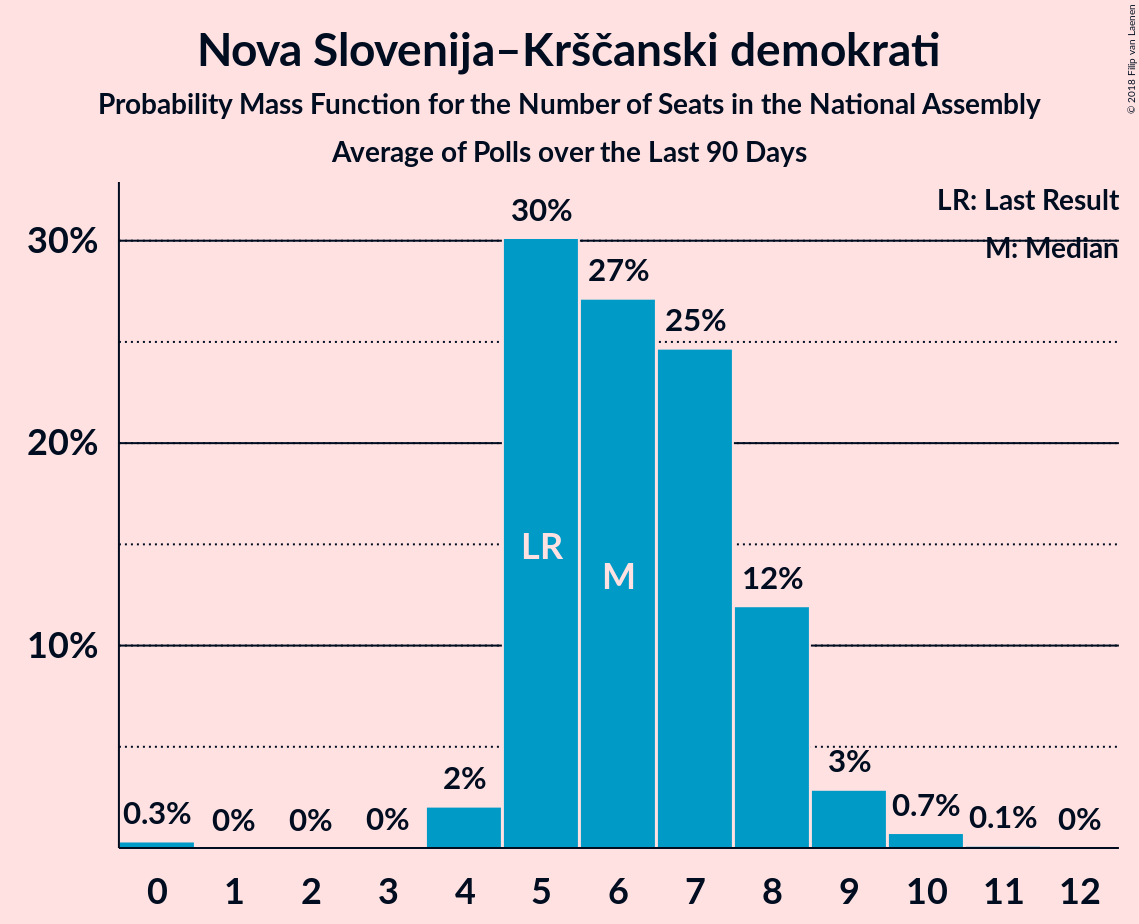 Nova Slovenija–Krščanski demokrati
Probability Mass Function for the Number of Seats in the National Assembly
Average of Polls over the Last 90 Days
© 2018 Filip van Laenen
LR: Last Result
M: Median
30%
20%
10%
0.3%
0%
0%
0%
2%
30%
27%
25%
12%
3%
0.7%
0.1%
0%
LR
M
0 1 2 3 4 5 6 7 8 9 10 11 12